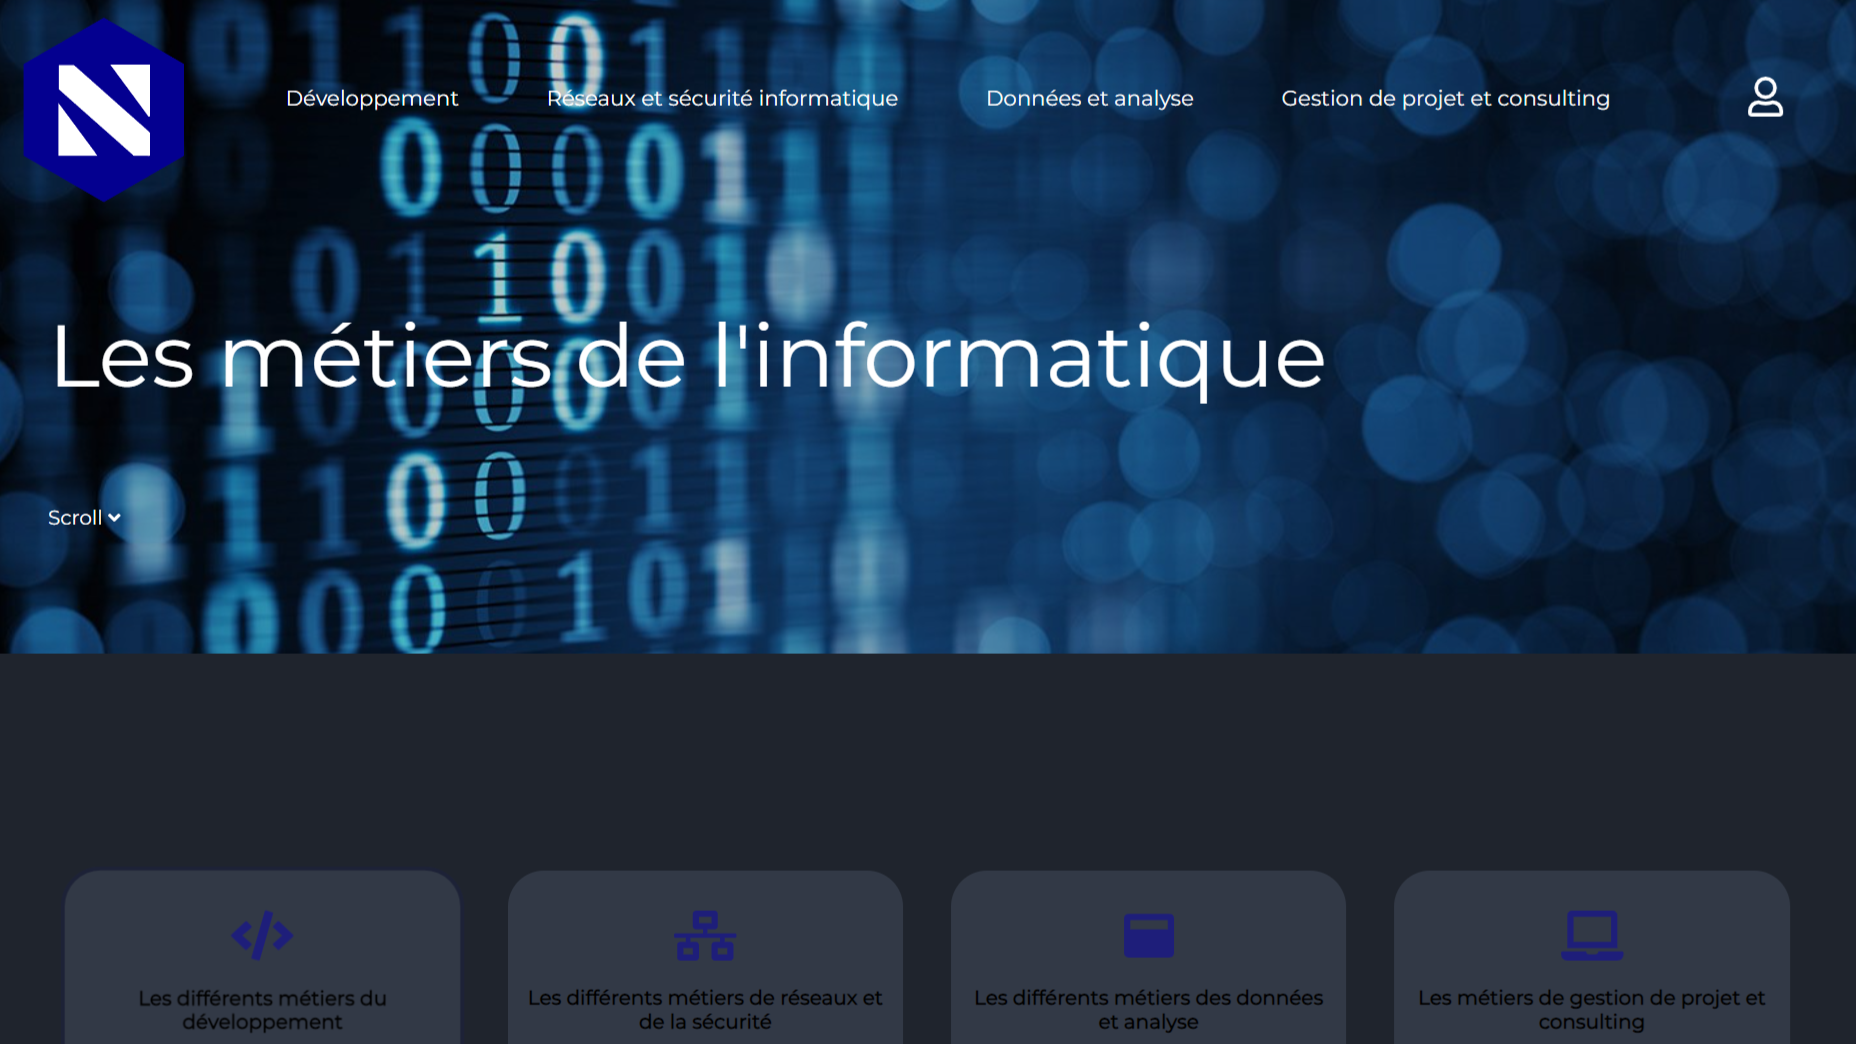 Développement
Réseaux et sécurité informatique
Données et analyse
Gestion de projet et consulting
Les métiers de l'informatique
Scroll
Les différents métiers du
développement
Les différents métiers de réseaux et
de la sécurité
Les différents métiers des données
et analyse
Les métiers de gestion de projet et
consulting